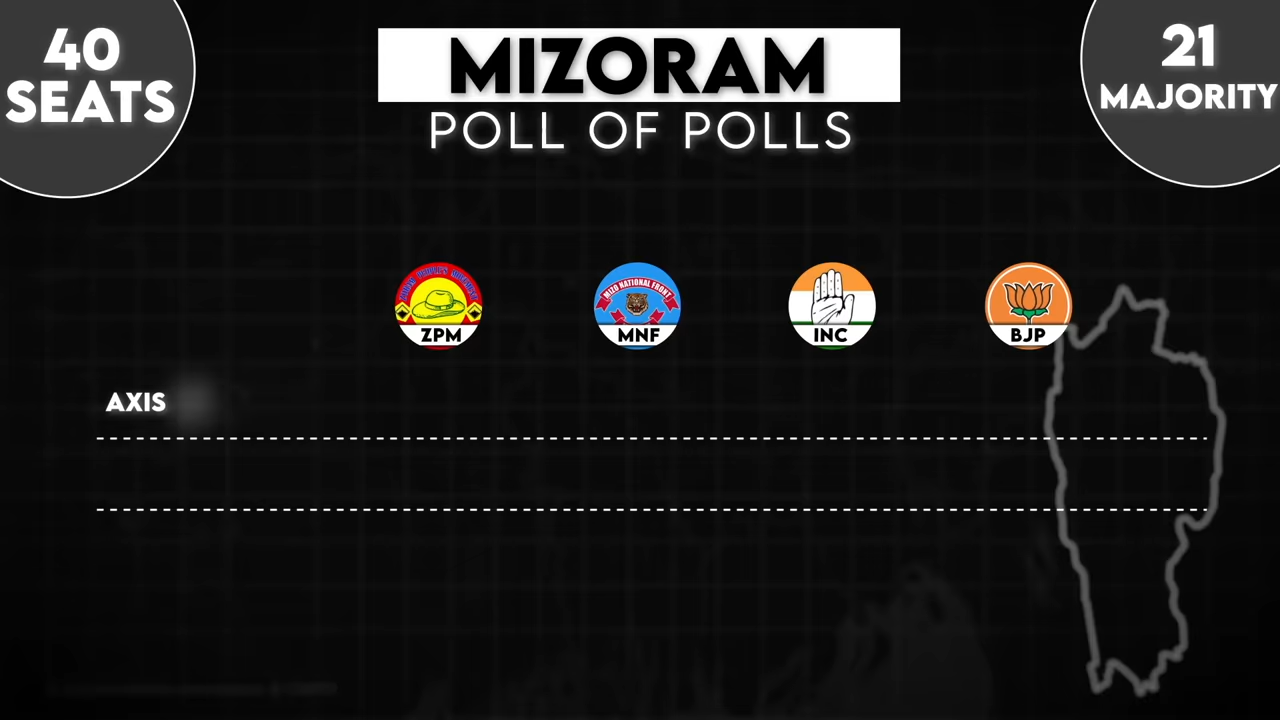 40
SEATS
MIZORAM
POLL OF POLLS
21
MAJORITY
ZPM
MIZO NATIONAL FRONT
MNF
INC
BJP
AXIS